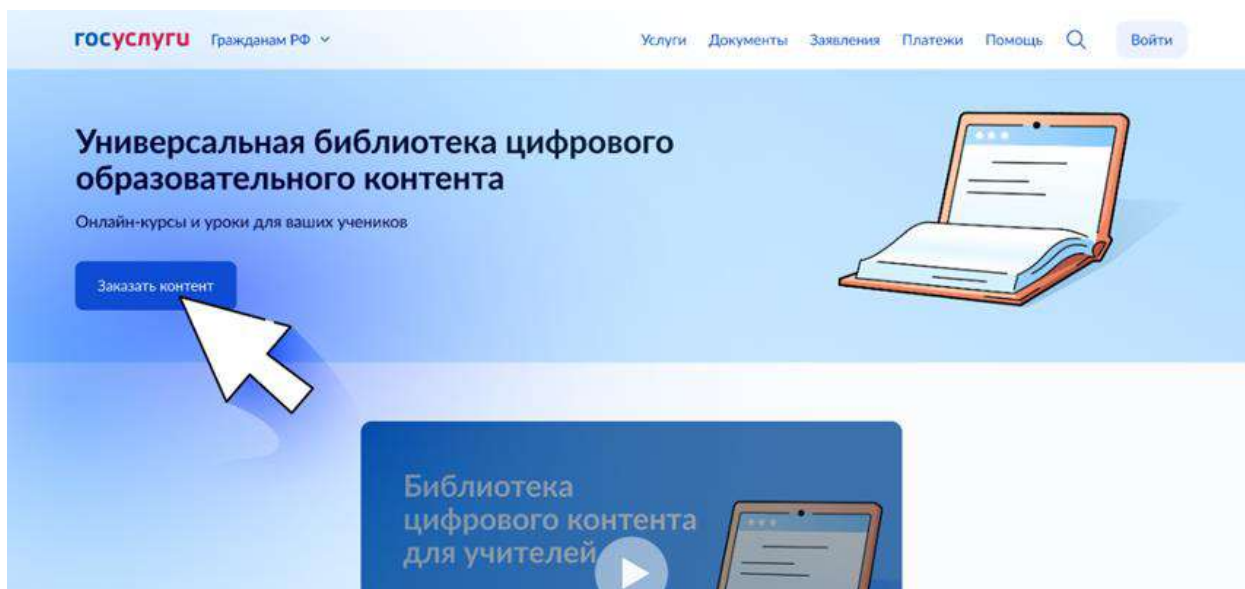 госуслуги Гражданам РФ Услуги Документы Заявления Платежи Помощь Войти
Универсальная библиотека цифрового
образовательного контента
Онлайн-курсы и уроки для ваших учеников
Заказать контент
Библиотека
цифрового контента
для учителей